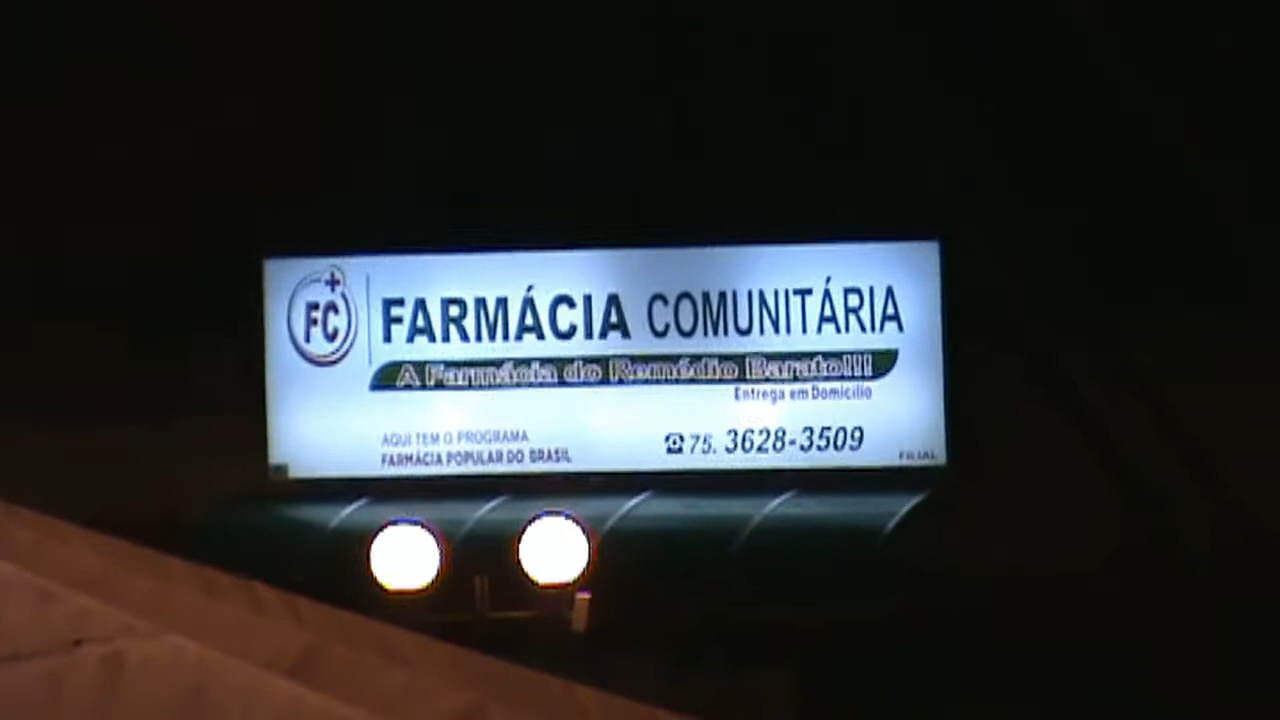 FC
FARMÁCIA COMUNITÁRIA
A Farmácia do Remédio Barato!!!
Entrega em Domicílio
AQUI TEM O PROGRAMA
FARMÁCIA POPULAR DO BRASIL
☎75. 3628-3509
FILIAL